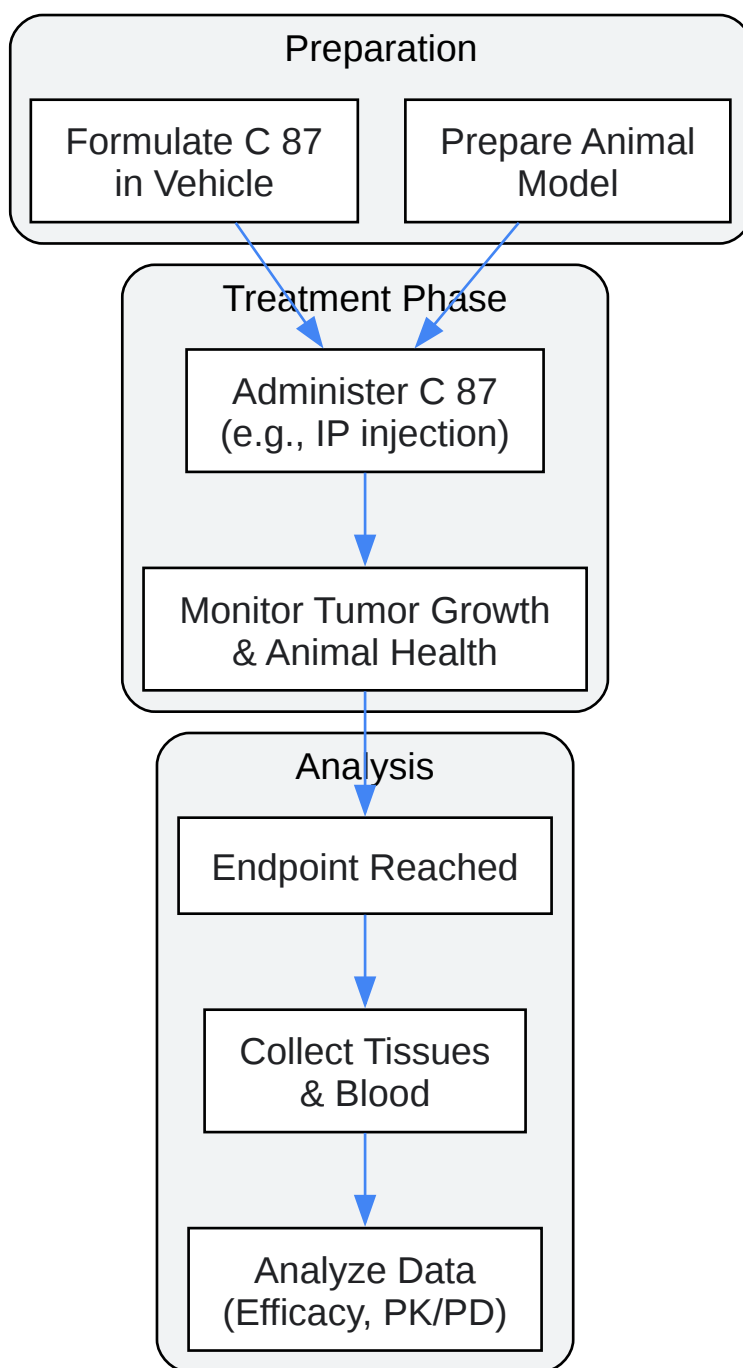 Preparation
Formulate C 87
in Vehicle
Prepare Animal
Model
Treatment Phase
Administer C 87
(e.g., IP injection)
Monitor Tumor Growth
& Animal Health
Analysis
Endpoint Reached
Collect Tissues
& Blood
Analyze Data
(Efficacy, PK/PD)